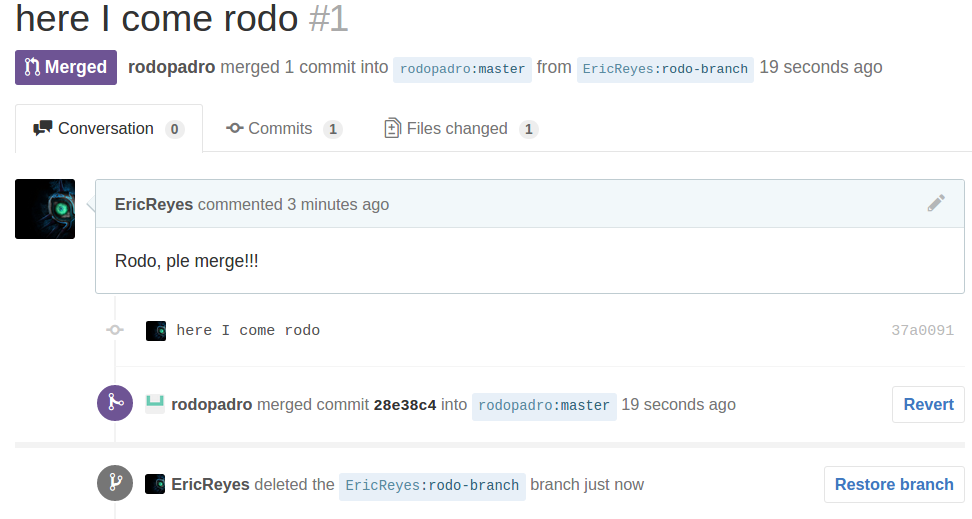 here I come rodo #1
Merged rodopadro merged 1 commit into rodopadro:master from EricReyes:rodo-branch 19 seconds ago
Conversation 0 Commits 1 Files changed 1
EricReyes commented 3 minutes ago
Rodo, ple merge!!!
here I come rodo 37a0091
rodopadro merged commit 28e38c4 into rodopadro:master 19 seconds ago Revert
EricReyes deleted the EricReyes:rodo-branch branch just now Restore branch